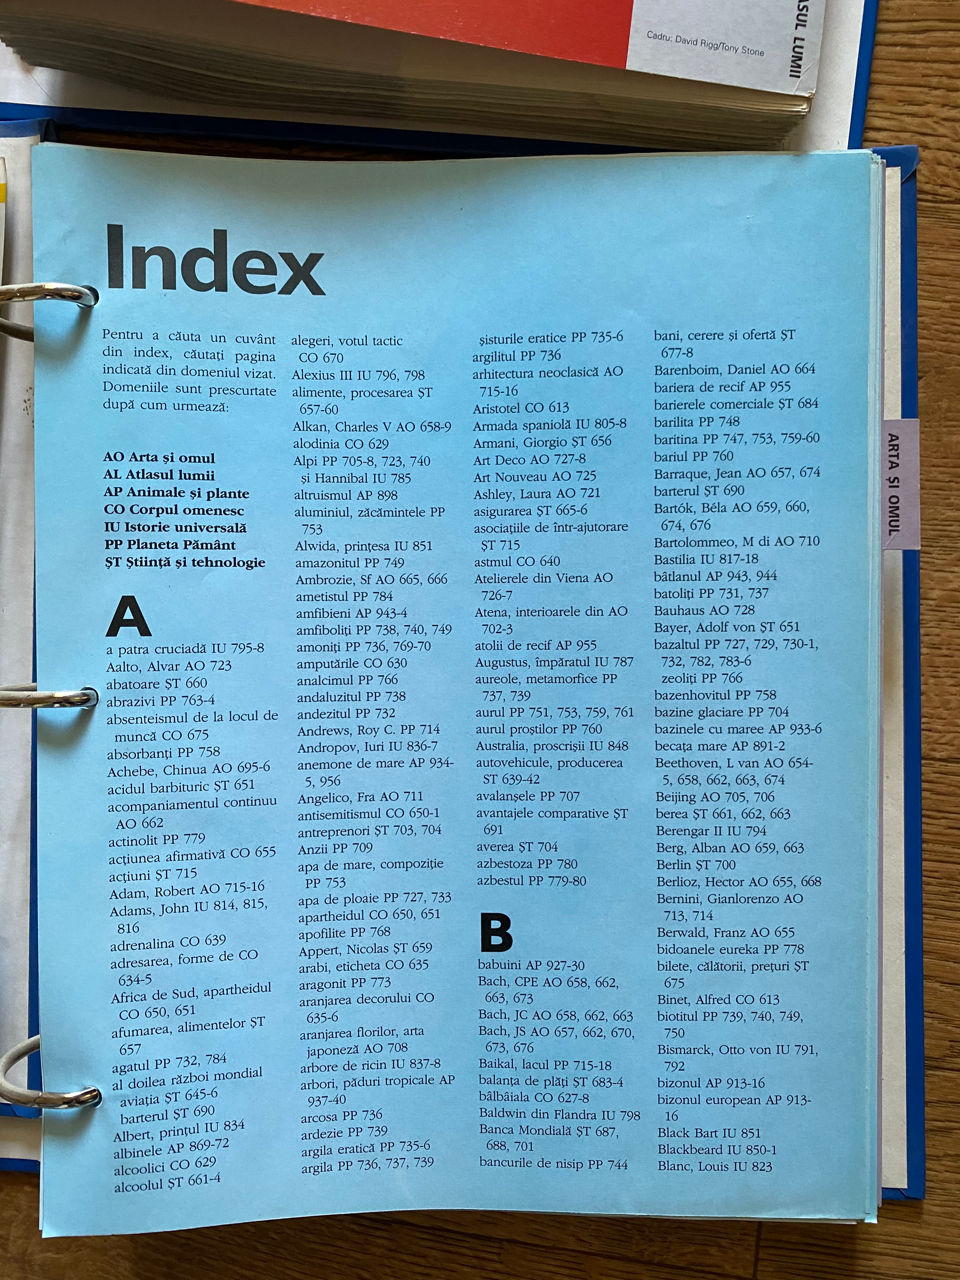 ASUL LUMII
Cadru: David Rigg/Tony Stone
Index
Pentru a căuta un cuvânt
din index, căutați pagina
indicată din domeniul vizat.
Domeniile sunt prescurtate
după cum urmează:
AO Arta și omul
AL Atlasul lumii
AP Animale și plante
CO Corpul omenesc
IU Istorie universală
PP Planeta Pământ
ȘT Știință și tehnologie
A
a patra cruciadă IU 795-8
Aalto, Alvar AO 723
abatoare ȘT 660
abrazivi PP 763-4
absenteismul de la locul de
muncă CO 675
absorbanți PP 758
Achebe, Chinua AO 695-6
acidul barbituric ȘT 651
acompaniamentul continuu
AO 662
actinolit PP 779
acțiunea afirmativă CO 655
acțiuni ȘT 715
Adam, Robert AO 715-16
Adams, John IU 814, 815,
816
adrenalina CO 639
adresarea, forme de CO
634-5
Africa de Sud, apartheidul
CO 650, 651
afumarea, alimentelor ȘT
657
agatul PP 732, 784
al doilea război mondial
aviația ȘT 645-6
barterul ȘT 690
Albert, prințul IU 834
albinele AP 869-72
alcoolici CO 629
alcoolul ȘT 661-4
alegeri, votul tactic
CO 670
Alexius III IU 796, 798
alimente, procesarea ȘT
657-60
Alkan, Charles V AO 658-9
alodinia CO 629
Alpi PP 705-8, 723, 740
și Hannibal IU 785
altruismul AP 898
aluminiul, zăcămintele PP
753
Alwida, prințesa IU 851
amazonitul PP 749
Ambrozie, Sf AO 665, 666
ametistul PP 784
amfibieni AP 943-4
amfiboliți PP 738, 740, 749
amoniți PP 736, 769-70
amputările CO 630
analcimul PP 766
andaluzitul PP 738
andezitul PP 732
Andrews, Roy C. PP 714
Andropov, Iuri IU 836-7
anemone de mare AP 934-
5, 956
Angelico, Fra AO 711
antisemitismul CO 650-1
antreprenori ȘT 703, 704
Anzii PP 709
apa de mare, compoziție
PP 753
apa de ploaie PP 727, 733
apartheidul CO 650, 651
apofilite PP 768
Appert, Nicolas ȘT 659
arabi, eticheta CO 635
aragonit PP 773
aranjarea decorului CO
635-6
aranjarea florilor, arta
japoneză AO 708
arbore de ricin IU 837-8
arbori, păduri tropicale AP
937-40
arcosa PP 736
ardezie PP 739
argila eratică PP 735-6
argila PP 736, 737, 739
șisturile eratice PP 735-6
argilitul PP 736
arhitectura neoclasică AO
715-16
Aristotel CO 613
Armada spaniolă IU 805-8
Armani, Giorgio ȘT 656
Art Deco AO 727-8
Art Nouveau AO 725
Ashley, Laura AO 721
asigurarea ȘT 665-6
asociațiile de într-ajutorare
ȘT 715
astmul CO 640
Atelierele din Viena AO
726-7
Atena, interioarele din AO
702-3
atolii de recif AP 955
Augustus, împăratul IU 787
aureole, metamorfice PP
737, 739
aurul PP 751, 753, 759, 761
aurul proștilor PP 760
Australia, proscrișii IU 848
autovehicule, producerea
ȘT 639-42
avalanșele PP 707
avantajele comparative ȘT
691
averea ȘT 704
azbestoza PP 780
azbestul PP 779-80
B
babuini AP 927-30
Bach, CPE AO 658, 662,
663, 673
Bach, JC AO 658, 662, 663
Bach, JS AO 657, 662, 670,
673, 676
Baikal, lacul PP 715-18
balanța de plăți ȘT 683-4
bâlbâiala CO 627-8
Baldwin din Flandra IU 798
Banca Mondială ȘT 687,
688, 701
bancurile de nisip PP 744
bani, cerere și ofertă ȘT
677-8
Barenboim, Daniel AO 664
bariera de recif AP 955
barierele comerciale ȘT 684
barilita PP 748
baritina PP 747, 753, 759-60
bariul PP 760
Barraque, Jean AO 657, 674
barterul ȘT 690
Bartók, Béla AO 659, 660,
674, 676
Bartolommeo, M di AO 710
Bastilia IU 817-18
bâtlanul AP 943, 944
batoliți PP 731, 737
Bauhaus AO 728
Bayer, Adolf von ȘT 651
bazaltul PP 727, 729, 730-1,
732, 782, 783-6
zeoliți PP 766
bazenhovitul PP 758
bazine glaciare PP 704
bazinele cu maree AP 933-6
becața mare AP 891-2
Beethoven, L van AO 654-
5, 658, 662, 663, 674
Beijing AO 705, 706
berea ȘT 661, 662, 663
Berengar II IU 794
Berg, Alban AO 659, 663
Berlin ȘT 700
Berlioz, Hector AO 655, 668
Bernini, Gianlorenzo AO
713, 714
Berwald, Franz AO 655
bidoanele eureka PP 778
bilete, călătorii, prețuri ȘT
675
Binet, Alfred CO 613
biotitul PP 739, 740, 749,
750
Bismarck, Otto von IU 791,
792
bizonul AP 913-16
bizonul european AP 913-
16
Black Bart IU 851
Blackbeard IU 850-1
Blanc, Louis IU 823
ARTA ȘI OMUL